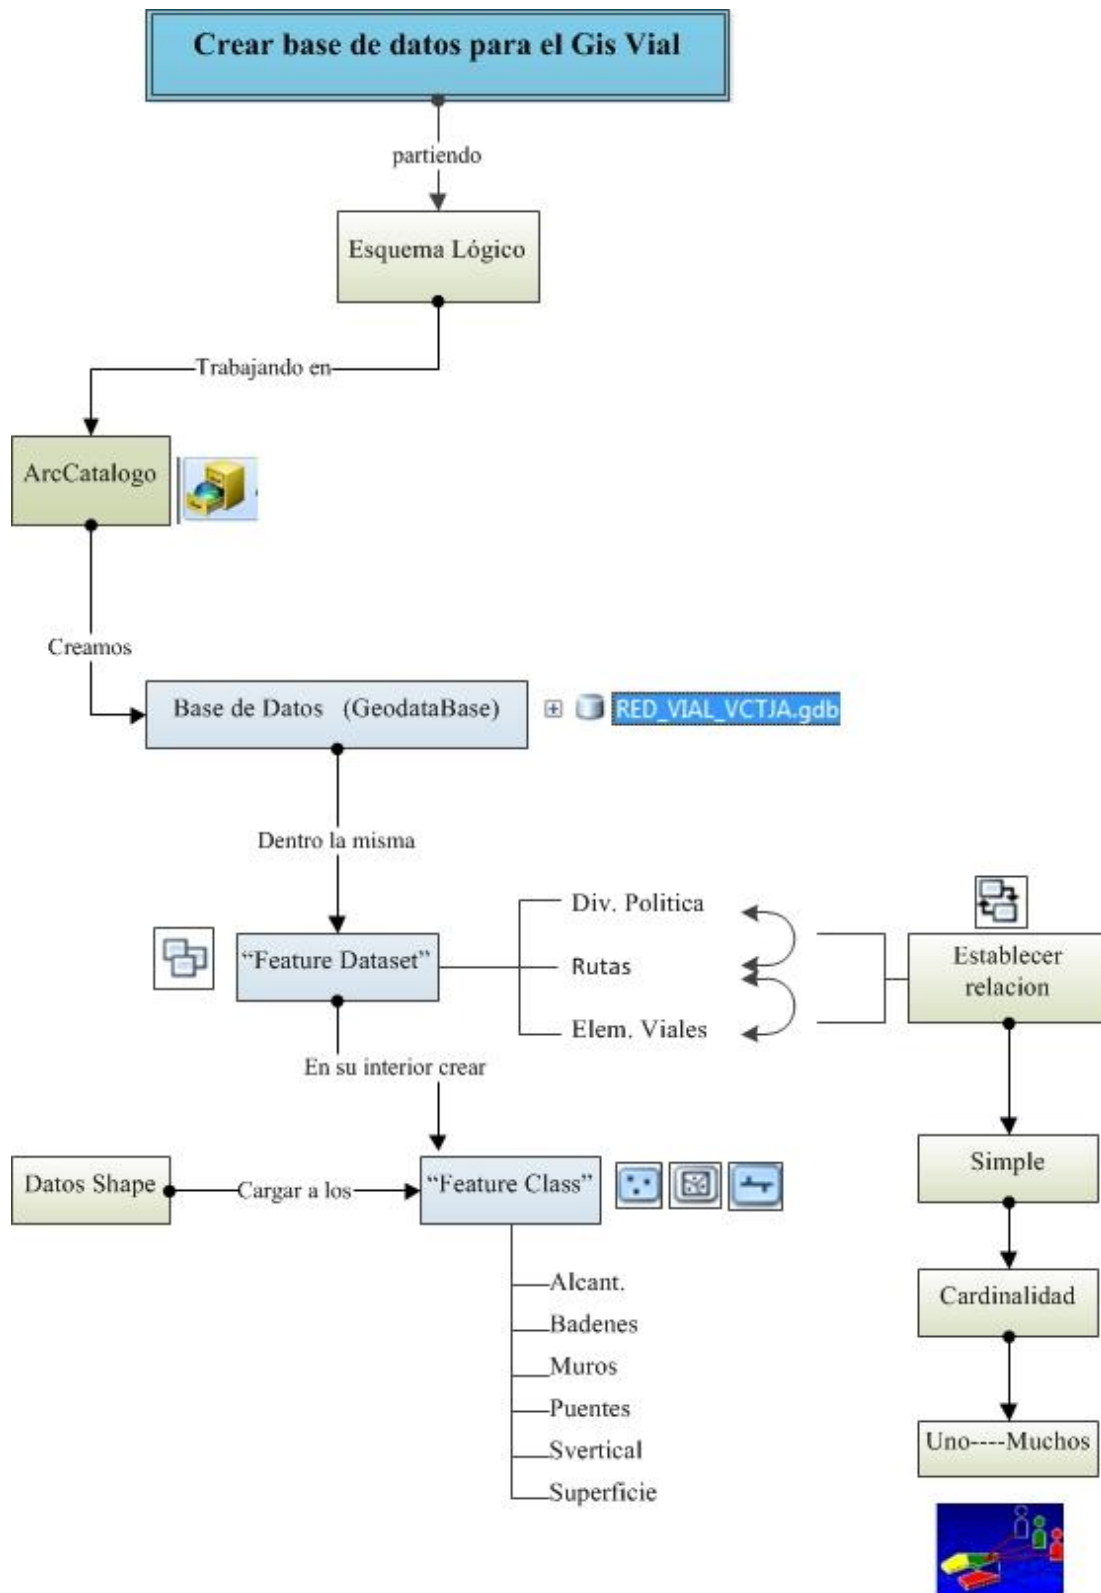 Crear base de datos para el Gis Vial
partiendo
Esquema Lógico
Trabajando en
ArcCatalogo
Creamos
Base de Datos (GeodataBase)
RED_VIAL_VCTJA.gdb
Dentro la misma
“Feature Dataset”
Div. Politica
Rutas
Elem. Viales
Establecer
relacion
En su interior crear
Datos Shape
Cargar a los
“Feature Class”
Alcant.
Badenes
Muros
Puentes
Svertical
Superficie
Simple
Cardinalidad
Uno----Muchos